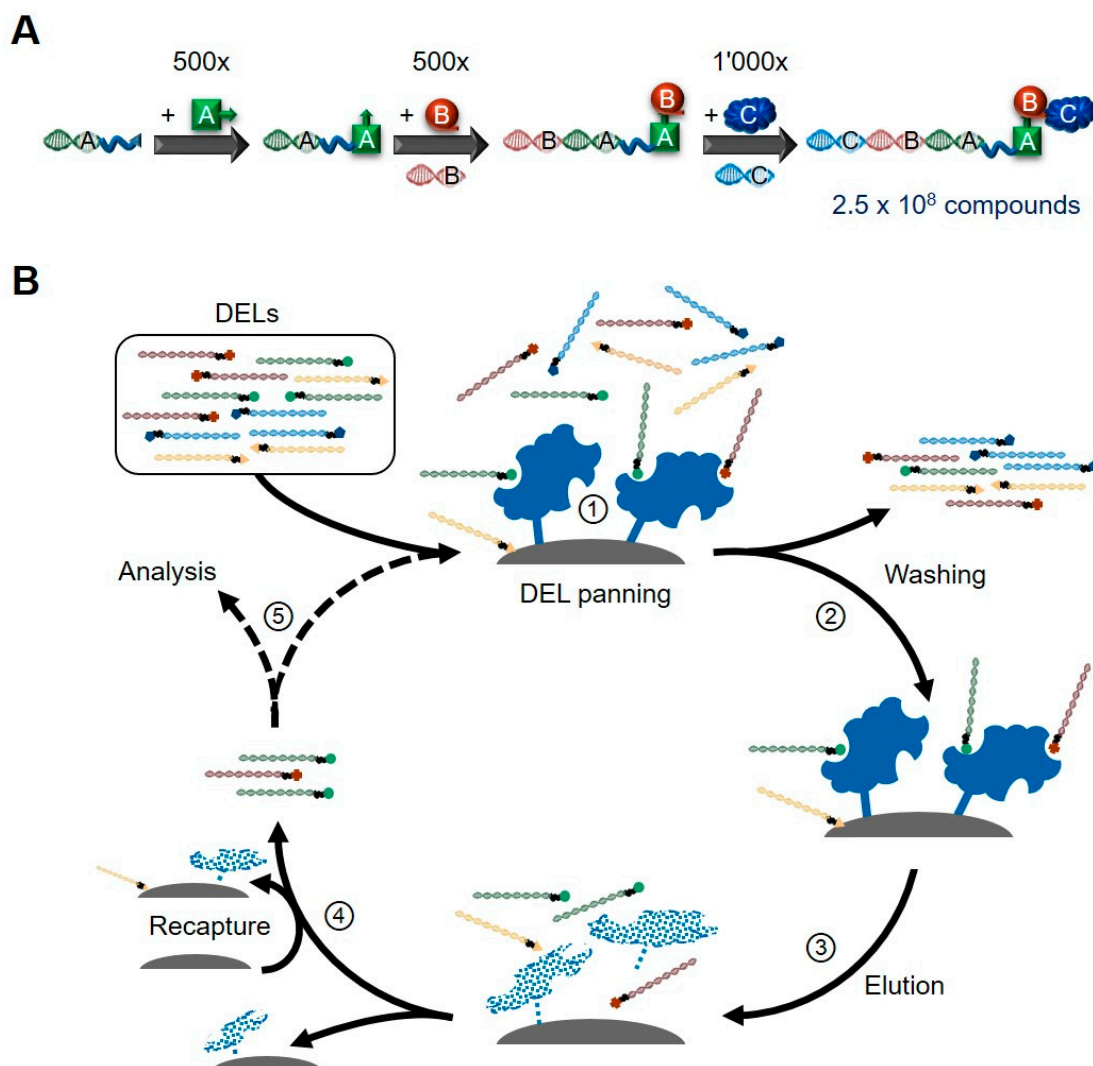 A
500x
500x
1'000x
+ A
+ B
+ C
A
A A
B
B
B A A
C
B C
C B A A
2.5 x 10⁸ compounds
B
DELs
①
DEL panning
Washing
②
Analysis
⑤
③
Elution
Recapture
④